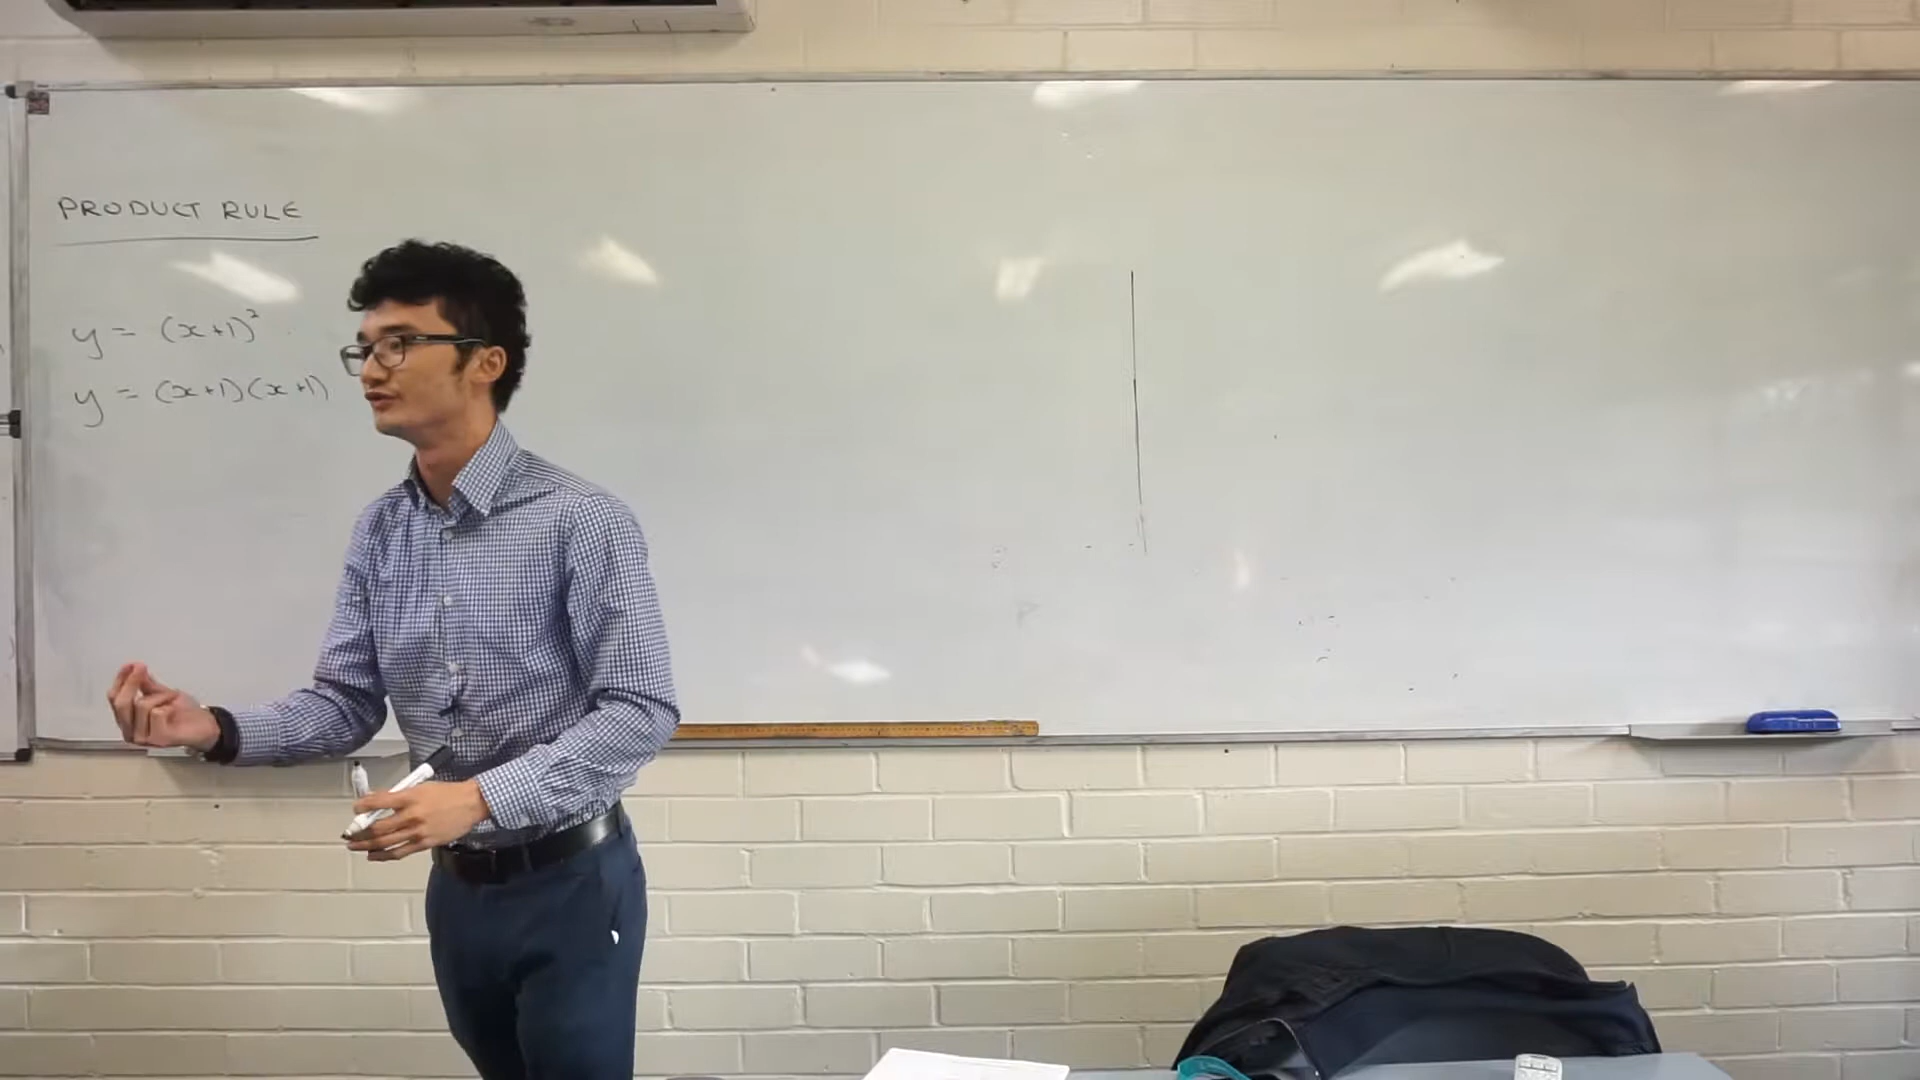 PRODUCT RULE
y = (x+1)²
y = (x+1)(x+1)